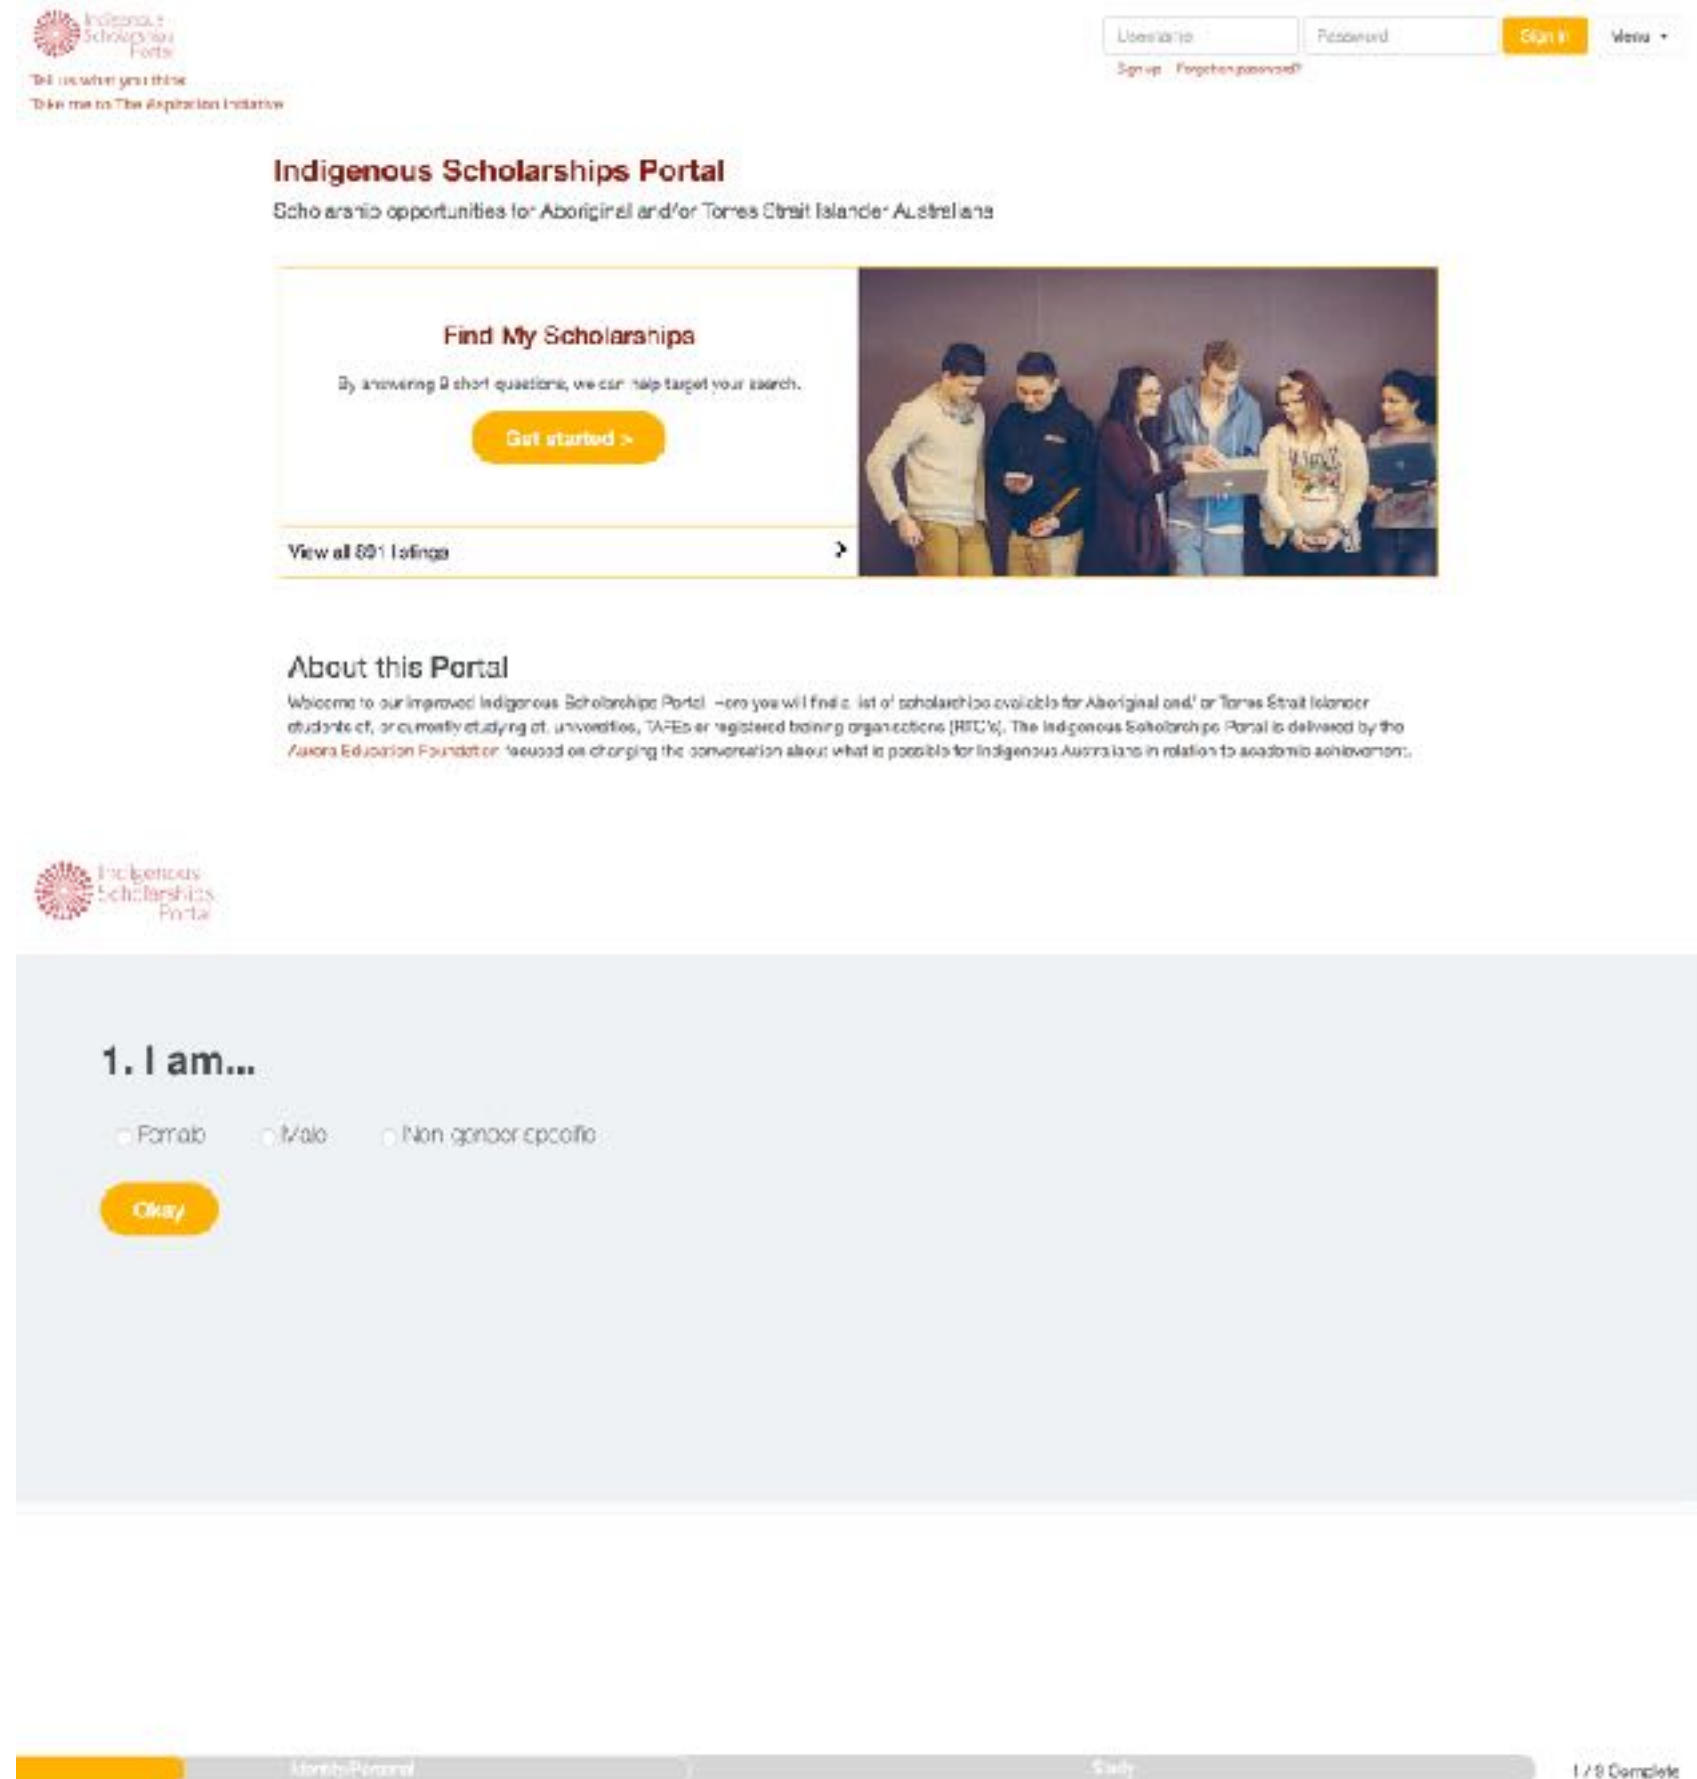 Indigenous
Scholarships
Portal
Tell us what you think
Take me to The Aspiration Initiative
Username
Password
Sign in
Menu
Sign up
Forgotten password?
Indigenous Scholarships Portal
Scholarship opportunities for Aboriginal and/or Torres Strait Islander Australians
Find My Scholarships
By answering 9 short questions, we can help target your search.
Get started >
View all listings
About this Portal
Welcome to our improved Indigenous Scholarships Portal. Here you will find a list of scholarships available for Aboriginal and/ or Torres Strait Islander
students at, or currently studying at, universities, TAFEs or registered training organisations (RTO's). The Indigenous Scholarships Portal is delivered by the
Aurora Education Foundation focused on changing the conversation about what is possible for Indigenous Australians in relation to academic achievement.
Indigenous
Scholarships
Portal
1. I am...
Female
Male
Non gender specific
Okay
Identity/Personal
Study
1 / 9 Complete